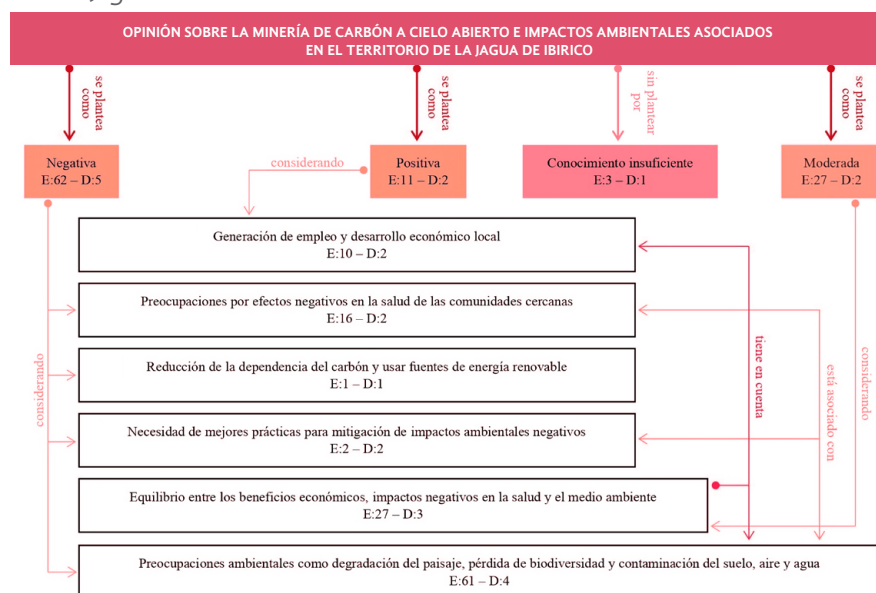 OPINIÓN SOBRE LA MINERÍA DE CARBÓN A CIELO ABIERTO E IMPACTOS AMBIENTALES ASOCIADOS
EN EL TERRITORIO DE LA JAGUA DE IBIRICO
se plantea
como
se plantea
como
sin plantear
por
se plantea
como
Negativa
E:62 – D:5
considerando
Positiva
E:11 – D:2
Conocimiento insuficiente
E:3 – D:1
Moderada
E:27 – D:2
Generación de empleo y desarrollo económico local
E:10 – D:2
Preocupaciones por efectos negativos en la salud de las comunidades cercanas
E:16 – D:2
Reducción de la dependencia del carbón y usar fuentes de energía renovable
E:1 – D:1
Necesidad de mejores prácticas para mitigación de impactos ambientales negativos
E:2 – D:2
Equilibrio entre los beneficios económicos, impactos negativos en la salud y el medio ambiente
E:27 – D:3
Preocupaciones ambientales como degradación del paisaje, pérdida de biodiversidad y contaminación del suelo, aire y agua
E:61 – D:4
considerando
tiene en cuenta
está asociado con
considerando